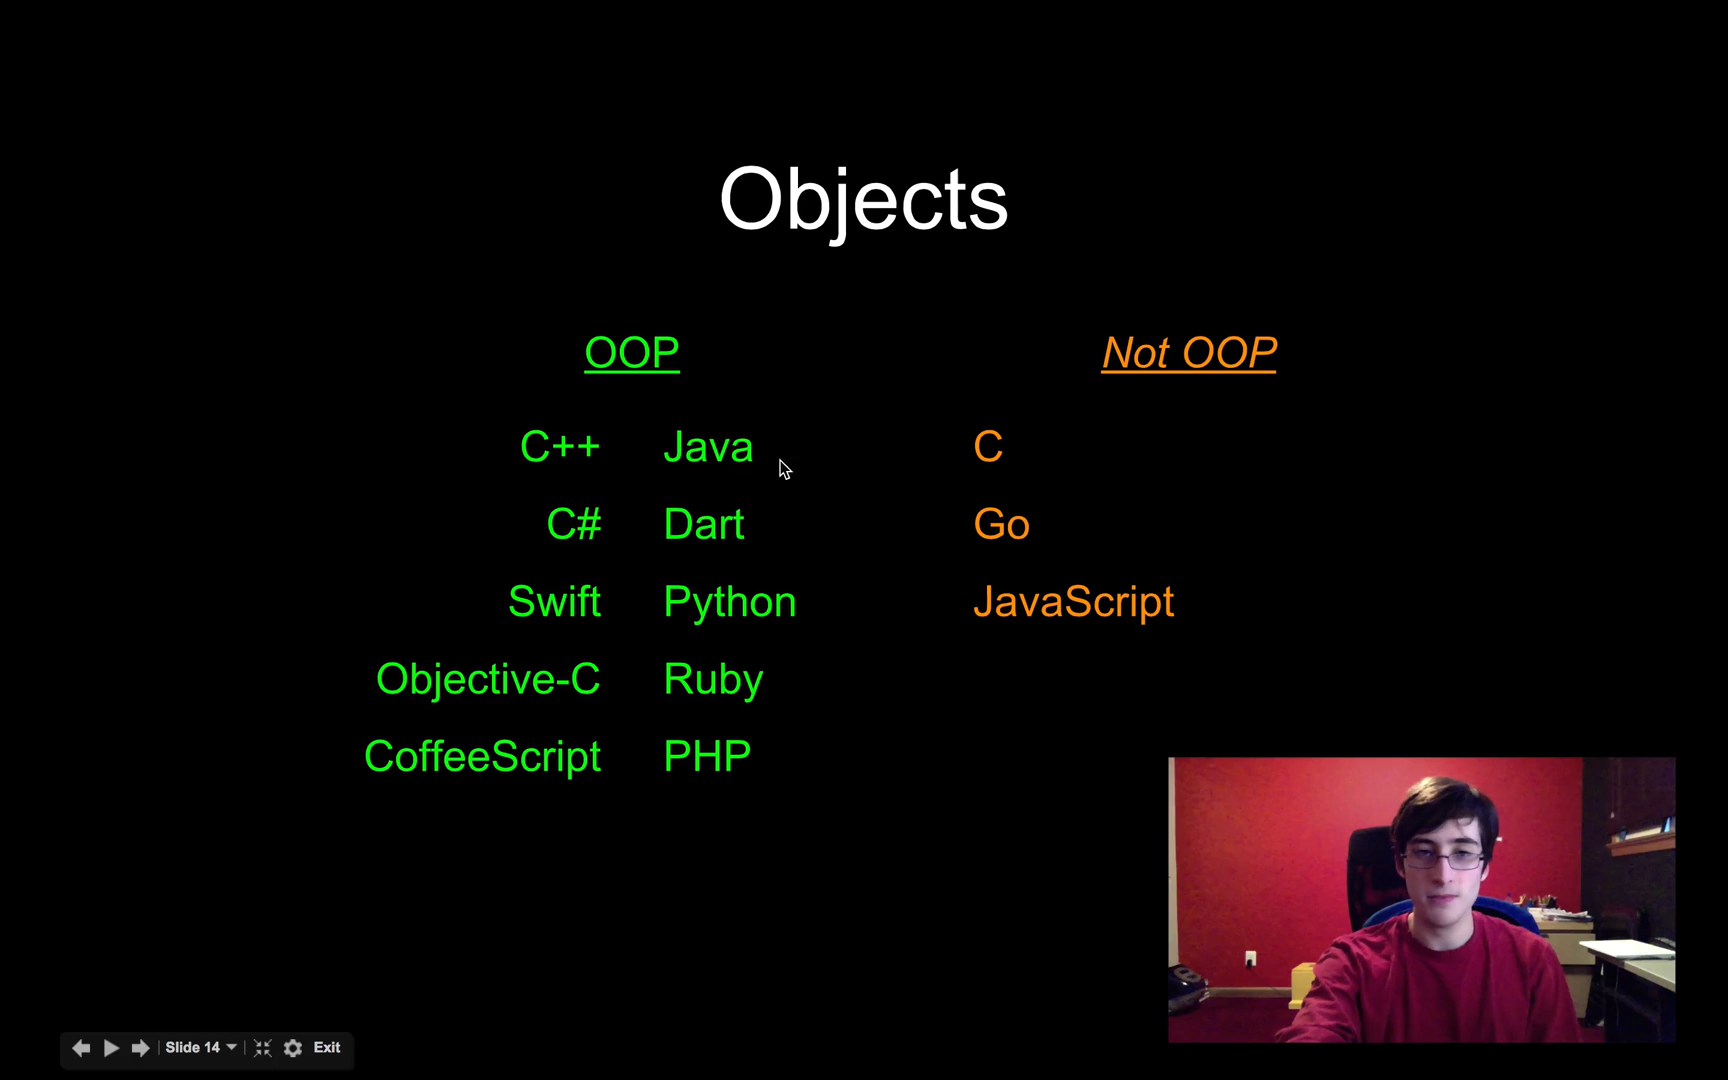 Objects
OOP
Not OOP
C++ Java
C
C# Dart
Go
Swift Python
JavaScript
Objective-C Ruby
CoffeeScript PHP
Slide 14
Exit